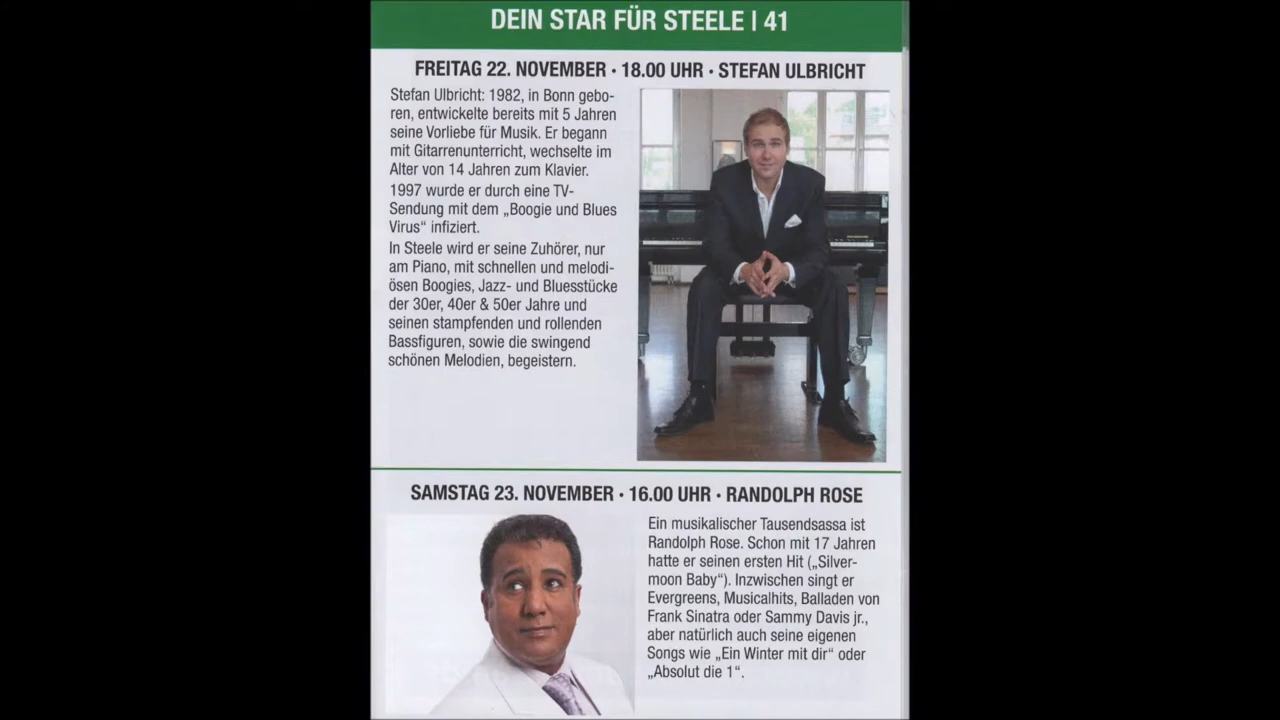 DEIN STAR FÜR STEELE | 41
FREITAG 22. NOVEMBER · 18.00 UHR · STEFAN ULBRICHT
Stefan Ulbricht: 1982, in Bonn gebo-
ren, entwickelte bereits mit 5 Jahren
seine Vorliebe für Musik. Er begann
mit Gitarrenunterricht, wechselte im
Alter von 14 Jahren zum Klavier.
1997 wurde er durch eine TV-
Sendung mit dem „Boogie und Blues
Virus“ infiziert.
In Steele wird er seine Zuhörer, nur
am Piano, mit schnellen und melodi-
ösen Boogies, Jazz- und Bluesstücke
der 30er, 40er & 50er Jahre und
seinen stampfenden und rollenden
Bassfiguren, sowie die swingend
schönen Melodien, begeistern.
SAMSTAG 23. NOVEMBER · 16.00 UHR · RANDOLPH ROSE
Ein musikalischer Tausendsassa ist
Randolph Rose. Schon mit 17 Jahren
hatte er seinen ersten Hit („Silver-
moon Baby“). Inzwischen singt er
Evergreens, Musicalhits, Balladen von
Frank Sinatra oder Sammy Davis jr.,
aber natürlich auch seine eigenen
Songs wie „Ein Winter mit dir“ oder
„Absolut die 1“.